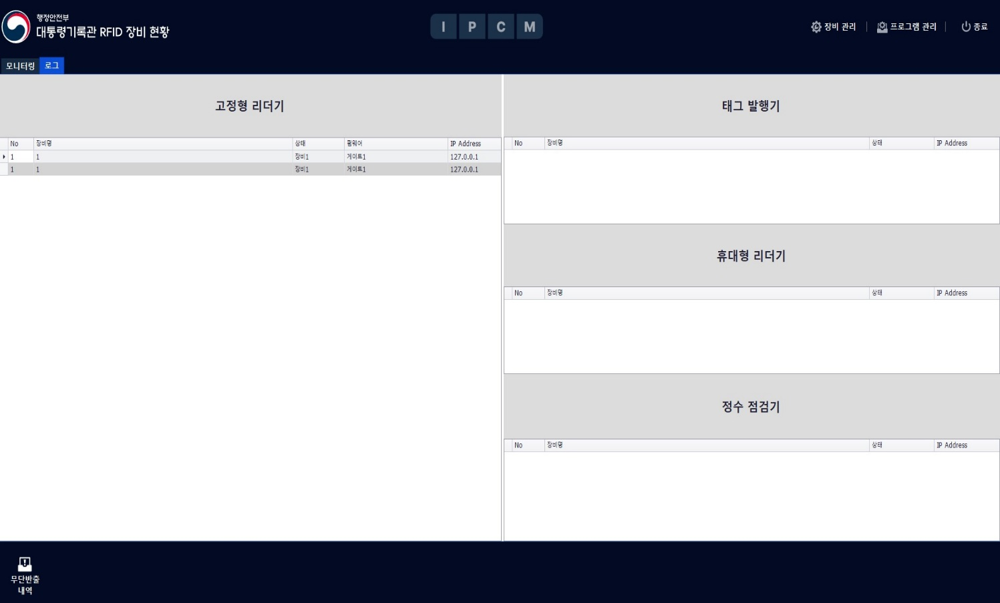 행정안전부
대통령기록관 RFID 장비 현황
I P C M
장비 관리
프로그램 관리
종료
모니터링
로그
고정형 리더기
No 장비명 상태 펌웨어 IP Address
1 1 장비1 게이트1 127.0.0.1
1 1 장비1 게이트1 127.0.0.1
태그 발행기
No 장비명 상태 IP Address
휴대형 리더기
No 장비명 상태 IP Address
정수 점검기
No 장비명 상태 IP Address
무단반출
내역